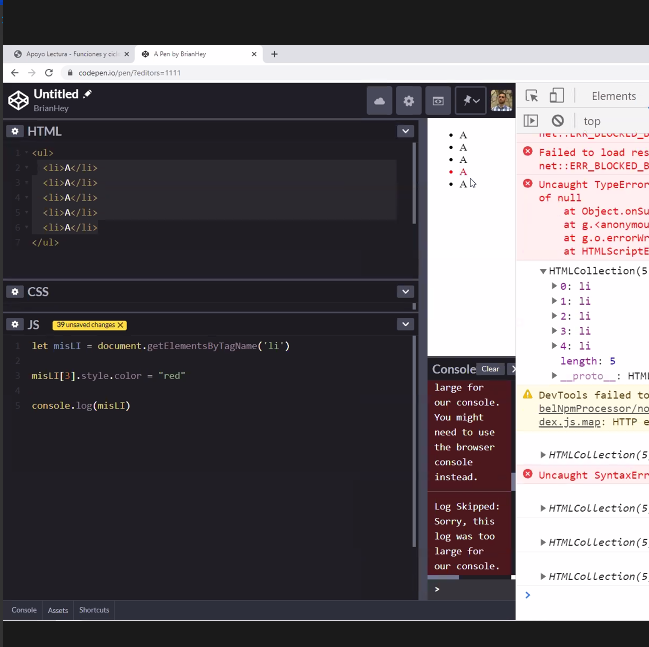 Apoyo Lectura - Funciones y cicl
A Pen by BrianHey
codepen.io/pen/?editors=1111
Untitled
BrianHey
Elements
top
HTML
1 <ul>
2 <li>A</li>
3 <li>A</li>
4 <li>A</li>
5 <li>A</li>
6 <li>A</li>
7 </ul>
CSS
JS 39 unsaved changes X
1 let misLI = document.getElementsByTagName('li')
2
3 misLI[3].style.color = "red"
4
5 console.log(misLI)
• A
• A
• A
• A
• A
Console Clear
large for
our console.
You might
need to use
the browser
console
instead.
Log Skipped:
Sorry, this
log was too
large for
our console.
>
net::ERR_BLOCKED_B
Failed to load res
net::ERR_BLOCKED_B
Uncaught TypeError
of null
at Object.onSu
at g.<anonymou
at g.o.errorWr
at HTMLScriptE
▼HTMLCollection(5
▶0: li
▶1: li
▶2: li
▶3: li
▶4: li
length: 5
▶__proto__: HTM
DevTools failed to
belNpmProcessor/no
dex.js.map: HTTP e
▶HTMLCollection(5
Uncaught SyntaxErr
▶HTMLCollection(5
▶HTMLCollection(5
▶HTMLCollection(5
>
Console Assets Shortcuts